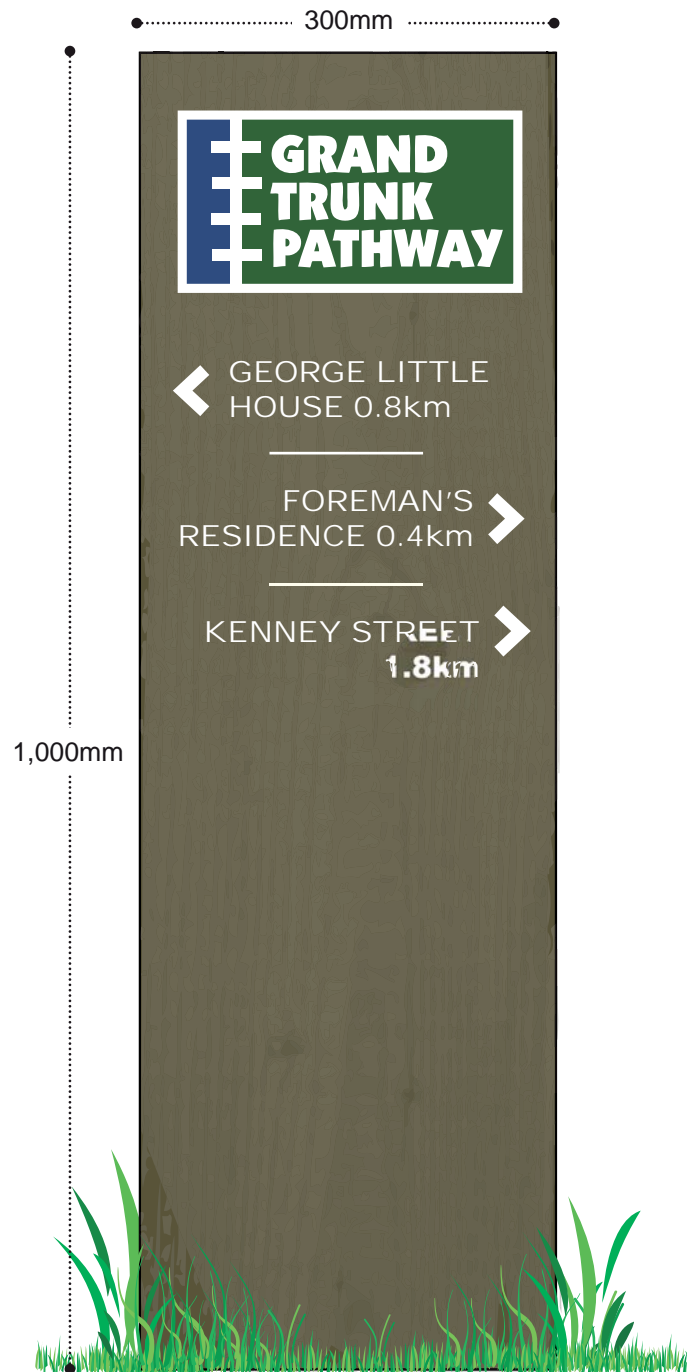 300mm
GRAND
TRUNK
PATHWAY
GEORGE LITTLE
HOUSE 0.8km
FOREMAN'S
RESIDENCE 0.4km
KENNEY STREET
1.8km
1,000mm